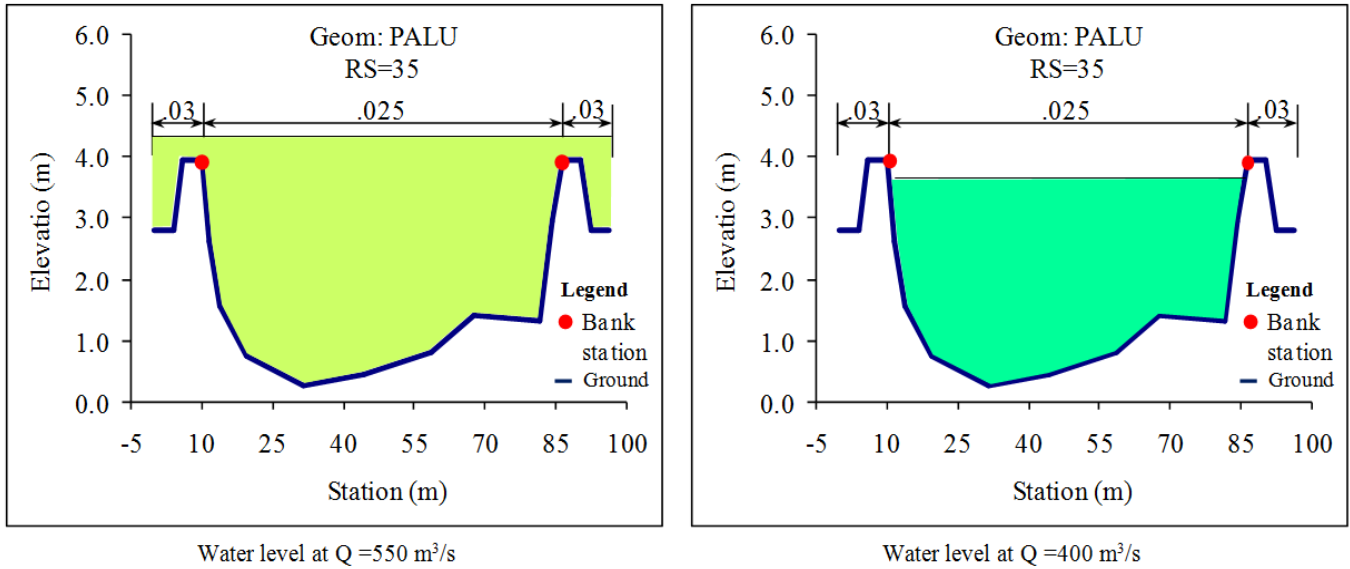 6.0
Geom: PALU
RS=35
5.0
.03
.025
.03
4.0
3.0
2.0
1.0
0.0
Elevatio (m)
Legend
Bank
station
Ground
-5 10 25 40 55 70 85 100
Station (m)
Water level at Q =550 m³/s
6.0
Geom: PALU
RS=35
5.0
.03
.025
.03
4.0
3.0
2.0
1.0
0.0
Elevatio (m)
Legend
Bank
station
Ground
-5 10 25 40 55 70 85 100
Station (m)
Water level at Q =400 m³/s